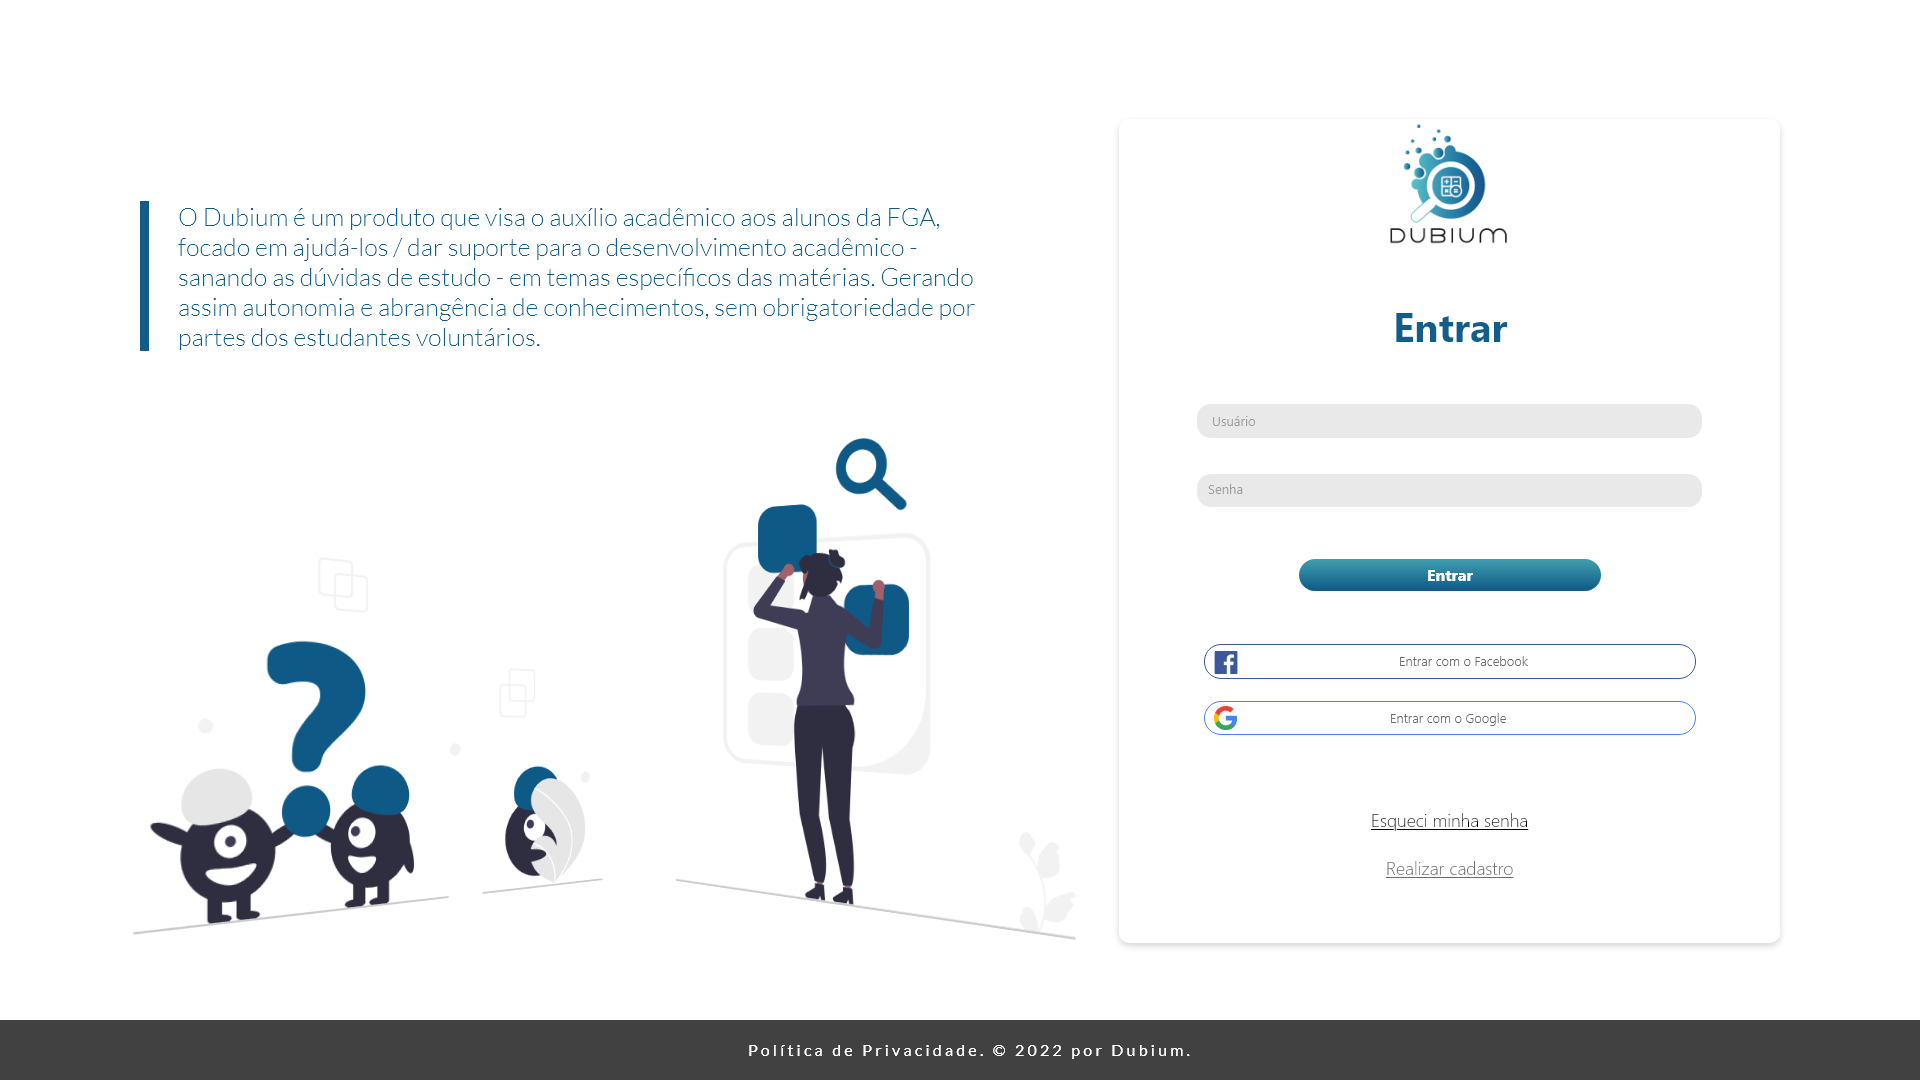 O Dubium é um produto que visa o auxílio acadêmico aos alunos da FGA,
focado em ajudá-los / dar suporte para o desenvolvimento acadêmico -
sanando as dúvidas de estudo - em temas específicos das matérias. Gerando
assim autonomia e abrangência de conhecimentos, sem obrigatoriedade por
partes dos estudantes voluntários.
DUBIUM
Entrar
Usuário
Senha
Entrar
Entrar com o Facebook
Entrar com o Google
Esqueci minha senha
Realizar cadastro
Política de Privacidade. © 2022 por Dubium.